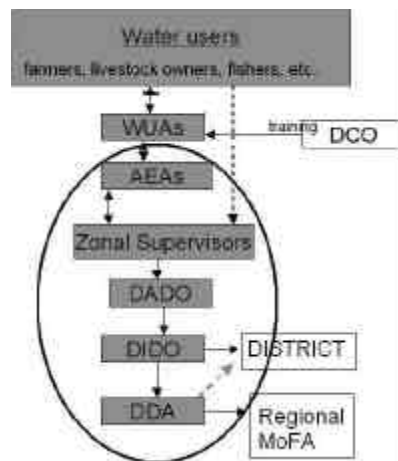 Water users
farmers, livestock owners, fishers, etc.
WUAs
training
DCO
AEAs
Zonal Supervisors
DADO
DIDO
DISTRICT
DDA
Regional
MoFA